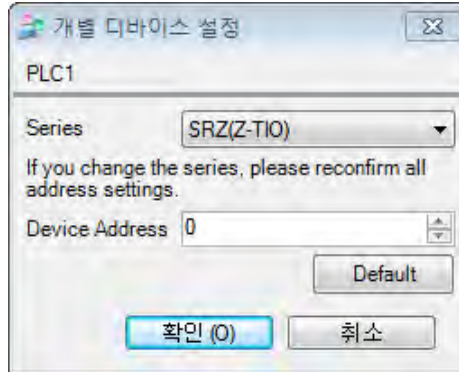 개별 디바이스 설정
PLC1
Series SRZ(Z-TIO)
If you change the series, please reconfirm all
address settings.
Device Address 0
Default
확인 (O) 취소